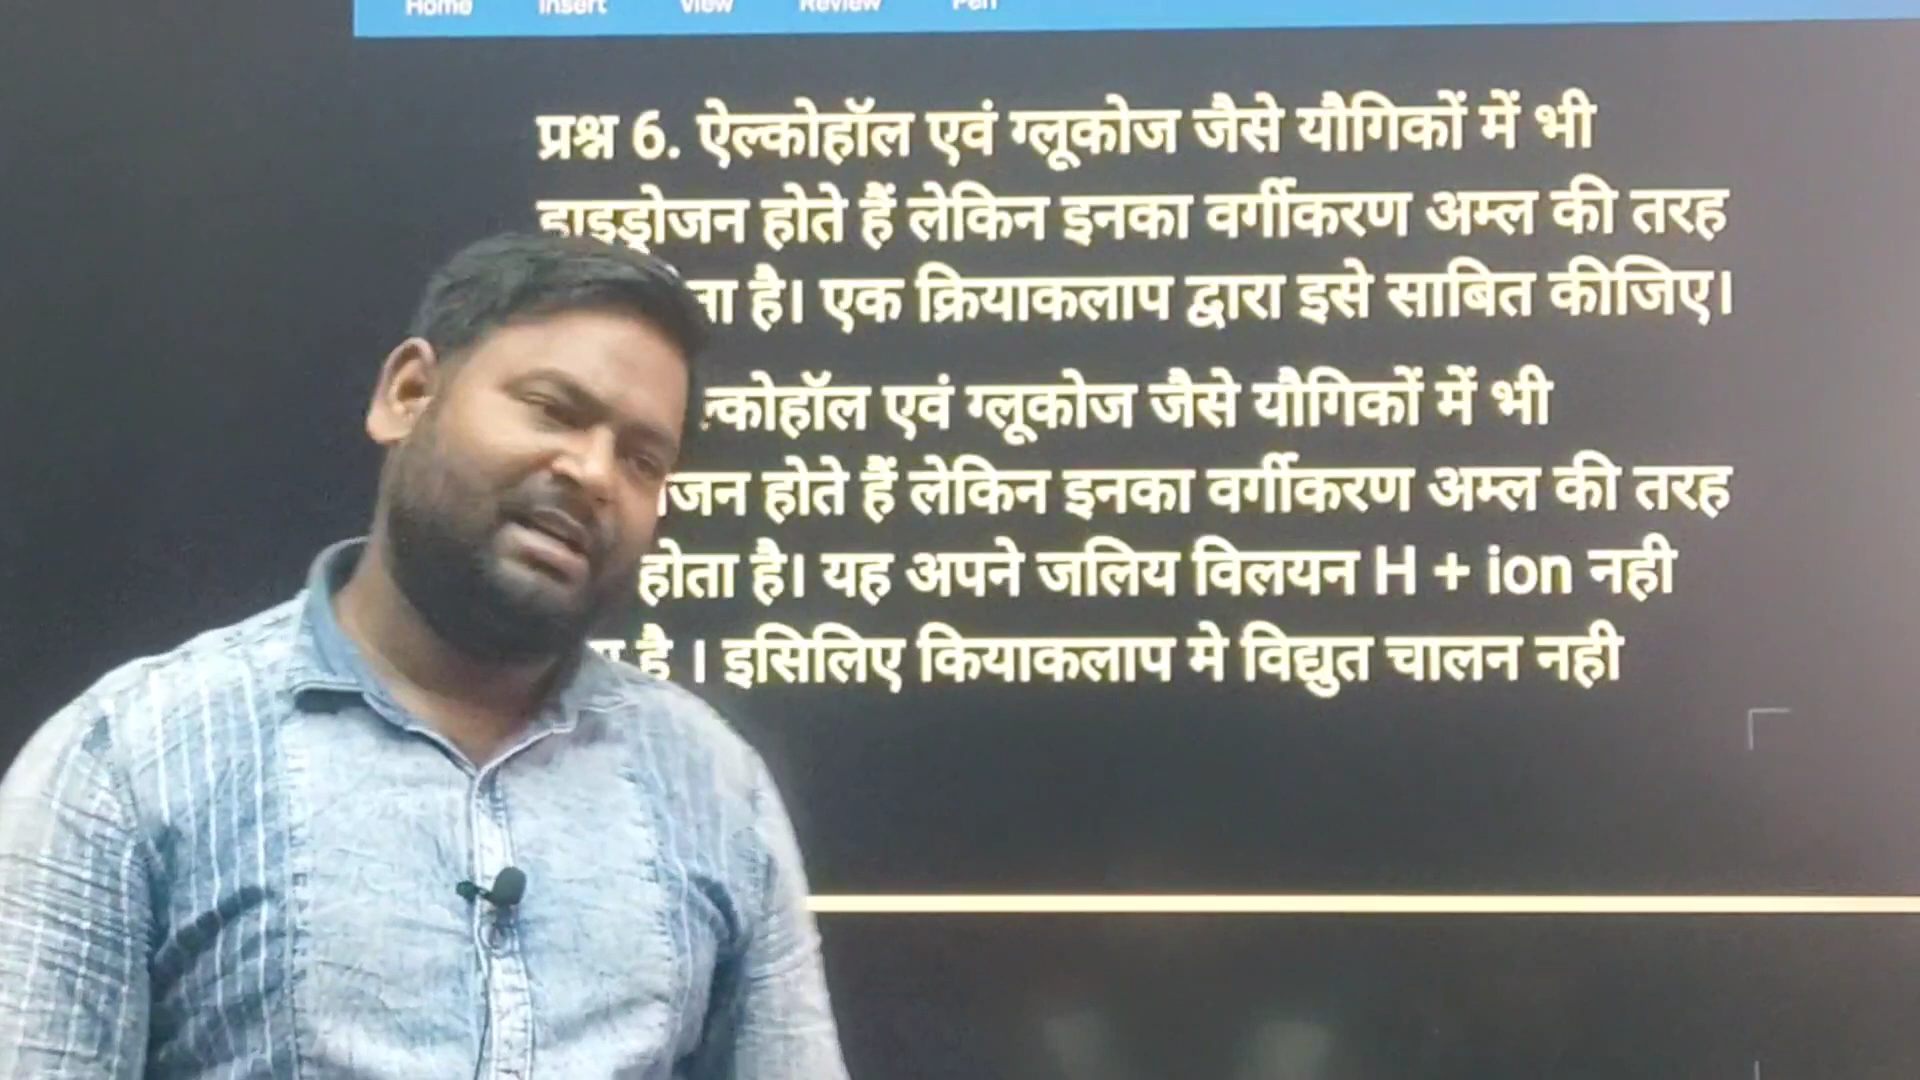 Home Insert View Review Pen
प्रश्न 6. ऐल्कोहॉल एवं ग्लूकोज जैसे यौगिकों में भी
हाइड्रोजन होते हैं लेकिन इनका वर्गीकरण अम्ल की तरह
है। एक क्रियाकलाप द्वारा इसे साबित कीजिए।
एवं ग्लूकोज जैसे यौगिकों में भी
होते हैं लेकिन इनका वर्गीकरण अम्ल की तरह
होता है। यह अपने जलिय विलयन H + ion नही
है । इसिलिए कियाकलाप मे विद्युत चालन नही